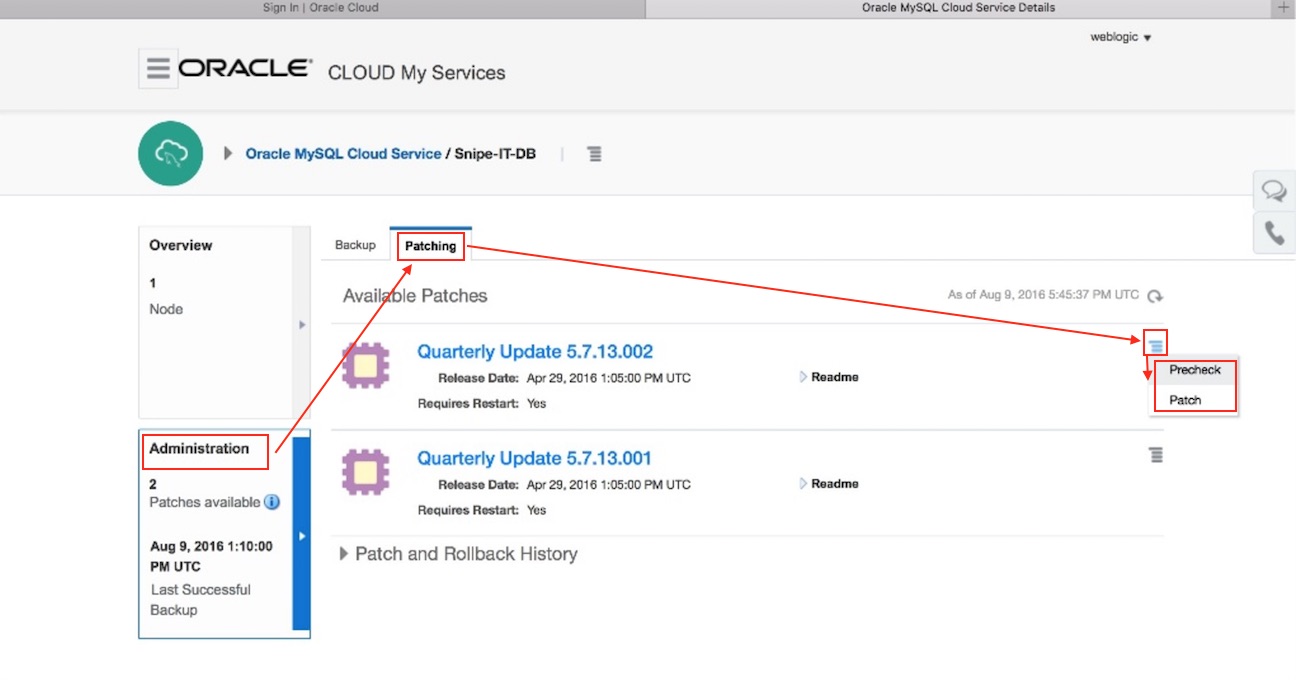 Sign In | Oracle Cloud
Oracle MySQL Cloud Service Details
weblogic
ORACLE CLOUD My Services
Oracle MySQL Cloud Service / Snipe-IT-DB
Overview
1
Node
Administration
2
Patches available
Aug 9, 2016 1:10:00
PM UTC
Last Successful
Backup
Backup
Patching
Available Patches
As of Aug 9, 2016 5:45:37 PM UTC
Quarterly Update 5.7.13.002
Release Date: Apr 29, 2016 1:05:00 PM UTC
Readme
Requires Restart: Yes
Precheck
Patch
Quarterly Update 5.7.13.001
Release Date: Apr 29, 2016 1:05:00 PM UTC
Readme
Requires Restart: Yes
Patch and Rollback History